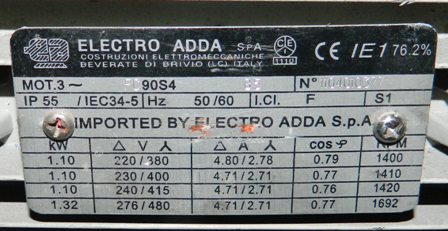 ELECTRO ADDA SpA
COSTRUZIONI ELETTROMECCANICHE
BEVERATE DI BRIVIO (LC) ITALY
CE IE1 76.2%
MOT.3~ 90S4 N°
IP 55 / IEC34-5 Hz 50/60 I.Cl. F S1
IMPORTED BY ELECTRO ADDA S.p.A
kW Δ V ⅄ Δ A ⅄ cos φ
1.10 220 / 380 4.80 / 2.78 0.79 1400
1.10 230 / 400 4.71 / 2.71 0.77 1410
1.10 240 / 415 4.71 / 2.71 0.76 1420
1.32 276 / 480 4.71 / 2.71 0.77 1692